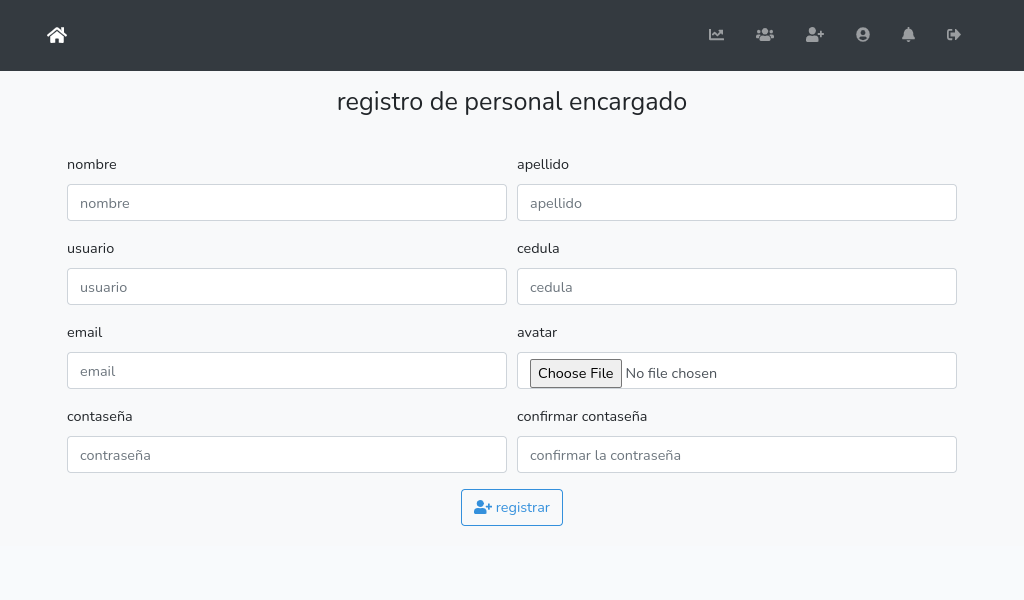 registro de personal encargado
nombre
apellido
nombre
apellido
usuario
cedula
usuario
cedula
email
avatar
email
Choose File No file chosen
contaseña
confirmar contaseña
contraseña
confirmar la contraseña
registrar